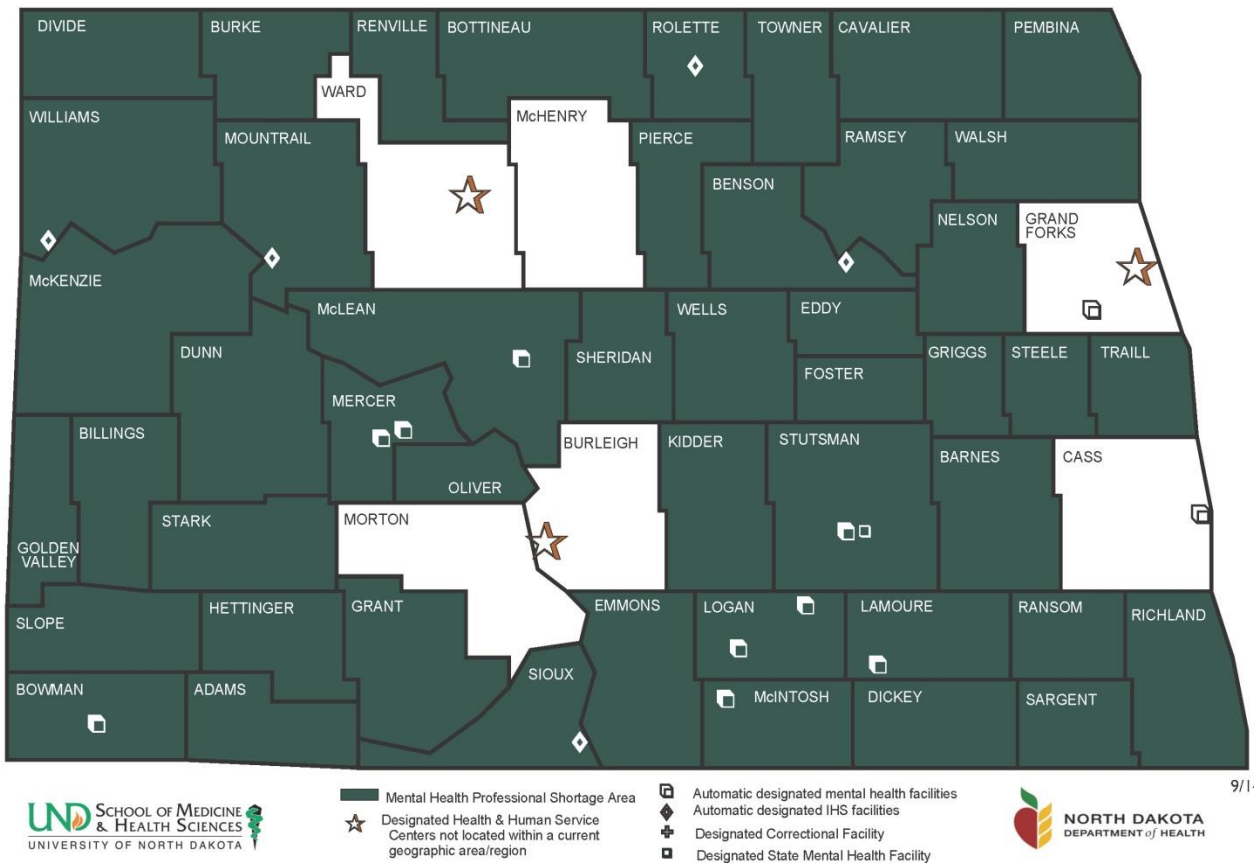 DIVIDE
BURKE
RENVILLE
BOTTINEAU
ROLETTE
TOWNER
CAVALIER
PEMBINA
WARD
McHENRY
WILLIAMS
MOUNTRAIL
PIERCE
RAMSEY
WALSH
BENSON
NELSON
GRAND
FORKS
McKENZIE
McLEAN
WELLS
EDDY
DUNN
SHERIDAN
GRIGGS
STEELE
TRAILL
FOSTER
MERCER
BILLINGS
BURLEIGH
KIDDER
STUTSMAN
BARNES
CASS
OLIVER
STARK
MORTON
GOLDEN
VALLEY
HETTINGER
GRANT
EMMONS
LOGAN
LAMOURE
RANSOM
RICHLAND
SLOPE
SIOUX
BOWMAN
ADAMS
McINTOSH
DICKEY
SARGENT
9/1
UND SCHOOL OF MEDICINE
& HEALTH SCIENCES
UNIVERSITY OF NORTH DAKOTA
Mental Health Professional Shortage Area
Designated Health & Human Service
Centers not located within a current
geographic area/region
Automatic designated mental health facilities
Automatic designated IHS facilities
Designated Correctional Facility
Designated State Mental Health Facility
NORTH DAKOTA
DEPARTMENT of HEALTH